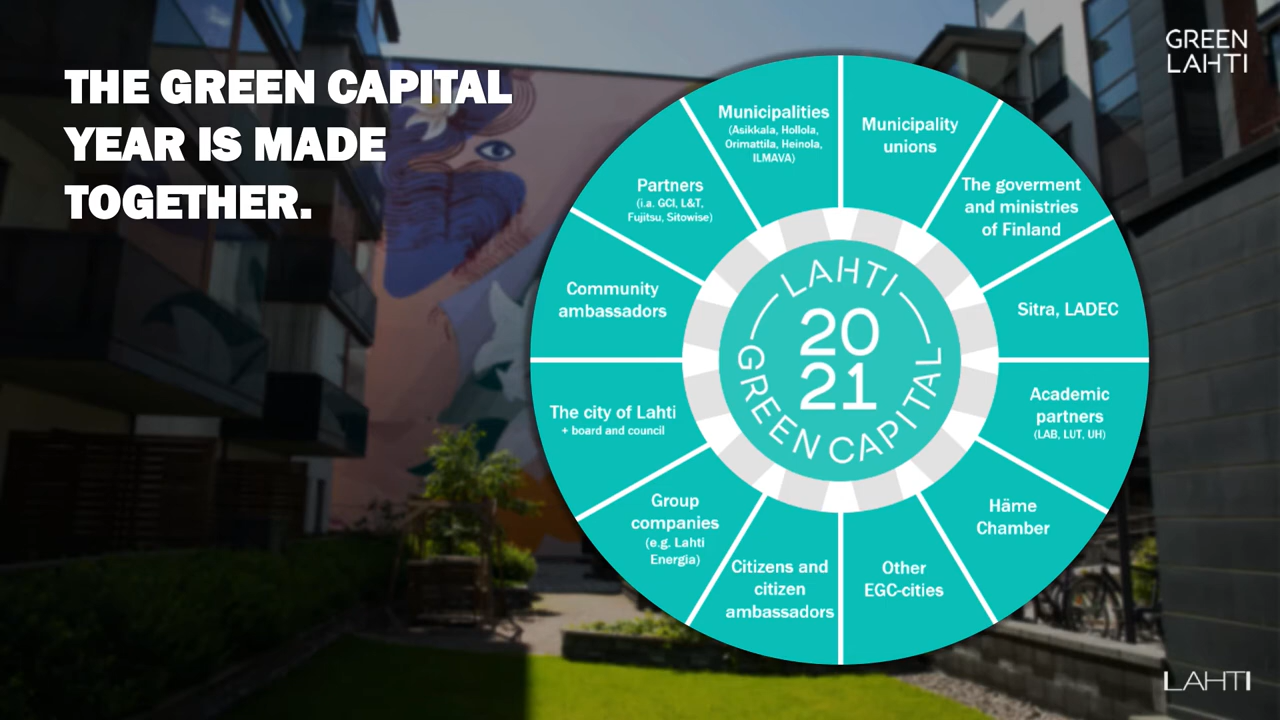 THE GREEN CAPITAL
YEAR IS MADE
TOGETHER.
GREEN
LAHTI
Municipalities
(Asikkala, Hollola,
Orimattila, Heinola,
ILMAVA)
Municipality
unions
The goverment
and ministries
of Finland
Sitra, LADEC
Academic
partners
(LAB, LUT, UH)
Häme
Chamber
Other
EGC-cities
Citizens and
citizen
ambassadors
Group
companies
(e.g. Lahti
Energia)
The city of Lahti
+ board and council
Community
ambassadors
Partners
(i.a. GCI, L&T,
Fujitsu, Sitowise)
LAHTI
20
21
GREEN CAPITAL
LAHTI